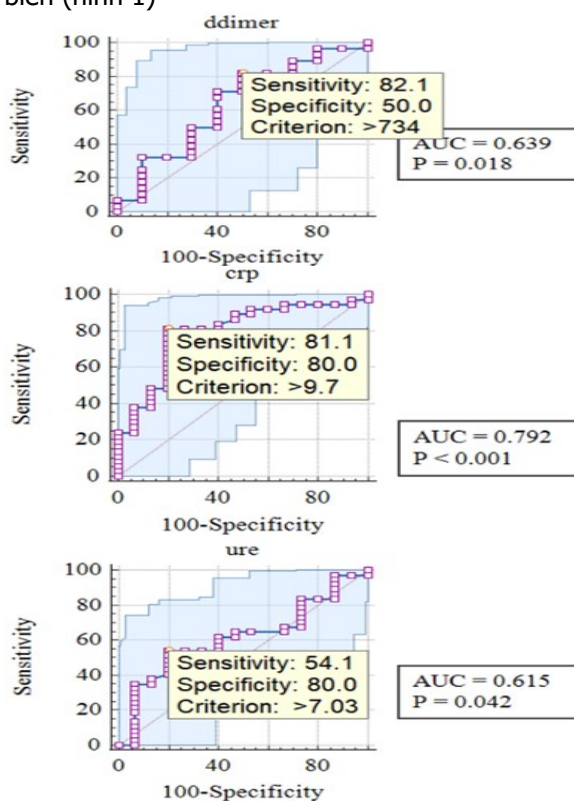 biến (hình 1)
ddimer
100
80
60
40
20
0
Sensitivity
Sensitivity: 82.1
Specificity: 50.0
Criterion: >734
AUC = 0.639
P = 0.018
0 40 80
100-Specificity
crp
100
80
60
40
20
0
Sensitivity
Sensitivity: 81.1
Specificity: 80.0
Criterion: >9.7
AUC = 0.792
P < 0.001
0 40 80
100-Specificity
ure
100
80
60
40
20
0
Sensitivity
Sensitivity: 54.1
Specificity: 80.0
Criterion: >7.03
AUC = 0.615
P = 0.042
0 40 80
100-Specificity